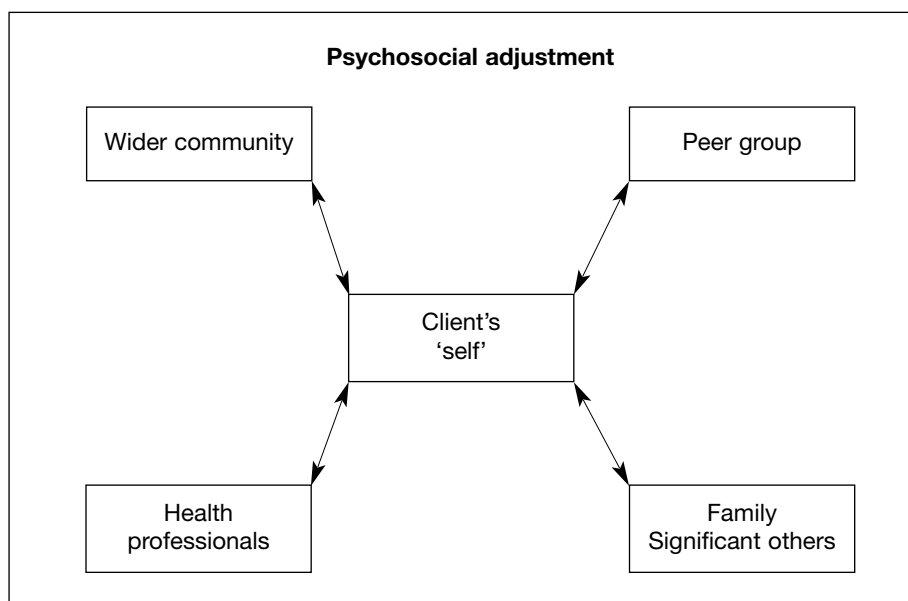 Psychosocial adjustment
Wider community
Peer group
Client’s
‘self’
Health
professionals
Family
Significant others